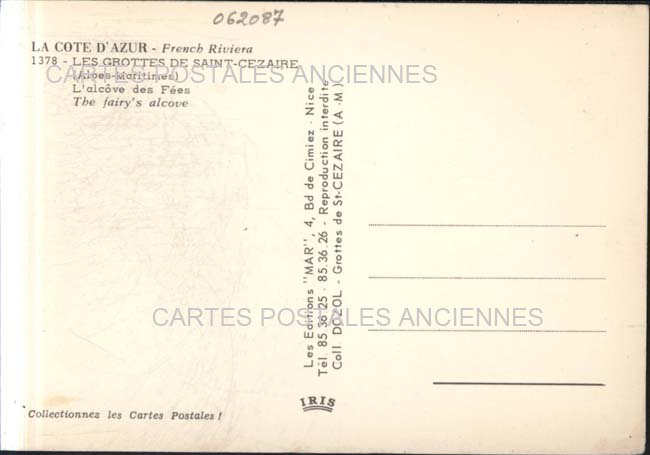 062087
LA COTE D'AZUR - French Riviera
1378 - LES GROTTES DE SAINT-CEZAIRE
(Alpes-Maritimes)
CARTES POSTALES ANCIENNES
L'alcôve des Fées
The fairy's alcove
Les Editions "MAR", 4, Bd de Cimiez - Nice
Tél. 85.36.25 - 85.36.26 - Reproduction interdite
Coll. DOZOL - Grottes de St-CEZAIRE (A.-M.)
CARTES POSTALES ANCIENNES
IRIS
Collectionnez les Cartes Postales !